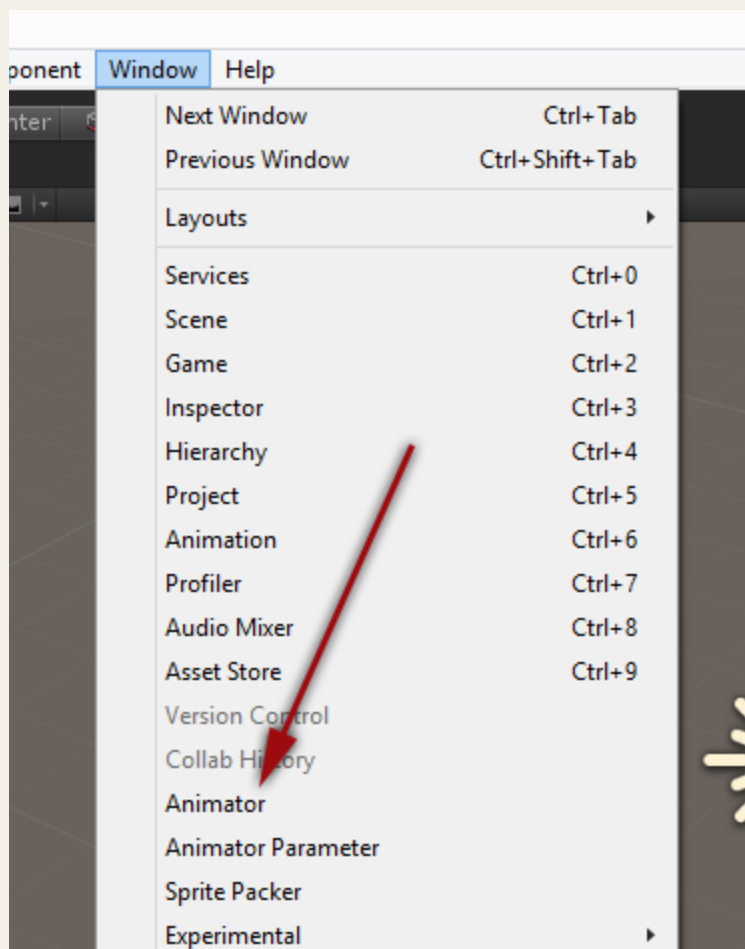 ponent Window Help
nter
Next Window Ctrl+Tab
Previous Window Ctrl+Shift+Tab
Layouts
Services Ctrl+0
Scene Ctrl+1
Game Ctrl+2
Inspector Ctrl+3
Hierarchy Ctrl+4
Project Ctrl+5
Animation Ctrl+6
Profiler Ctrl+7
Audio Mixer Ctrl+8
Asset Store Ctrl+9
Version Control
Collab History
Animator
Animator Parameter
Sprite Packer
Experimental